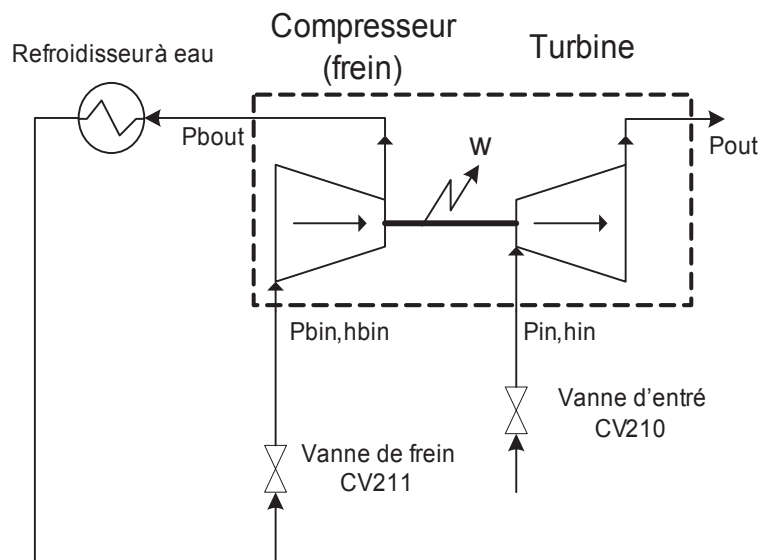 Compresseur
(frein)
Turbine
Refroidisseurà eau
Pbout
W
Pout
Pbin,hbin
Pin,hin
Vanne d'entré
CV210
Vanne de frein
CV211